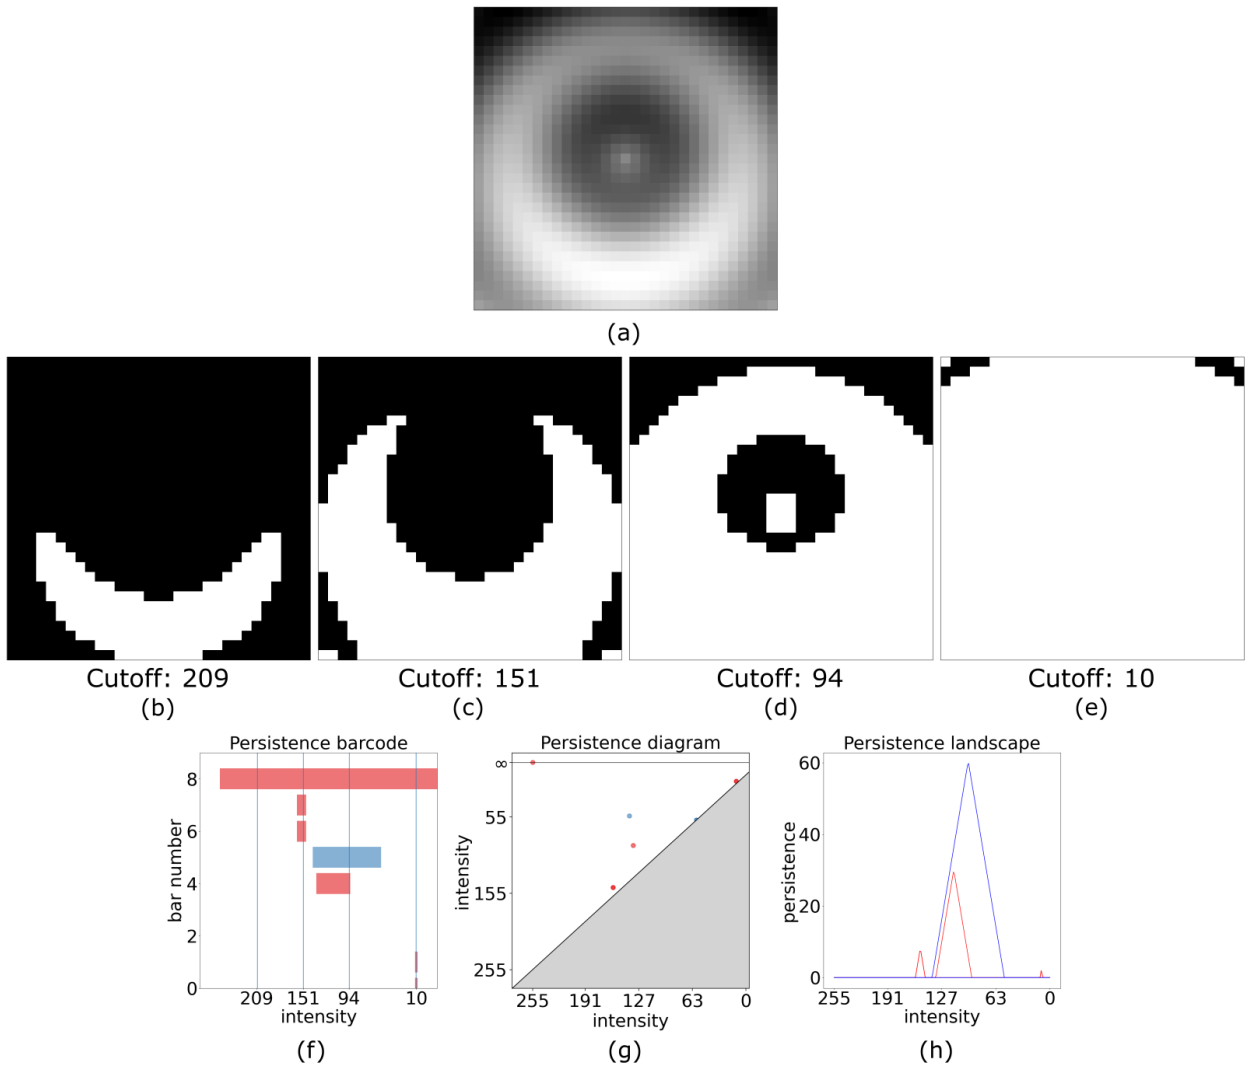 (a)
Cutoff: 209
Cutoff: 151
Cutoff: 94
Cutoff: 10
(b)
(c)
(d)
(e)
Persistence barcode
bar number
8
6
4
2
0
209 151 94 10
intensity
(f)
Persistence diagram
intensity
∞
55
155
255
255 191 127 63 0
intensity
(g)
Persistence landscape
persistence
60
40
20
0
255 191 127 63 0
intensity
(h)